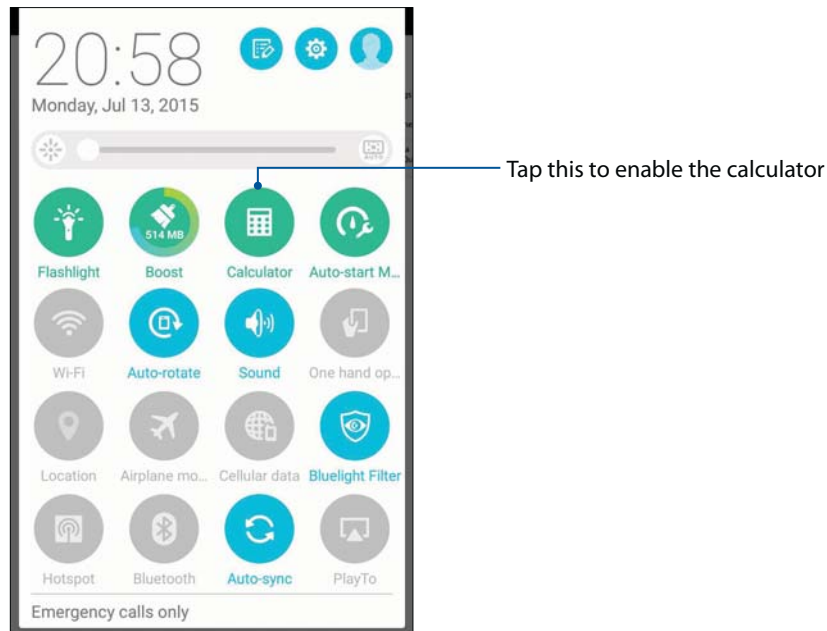 20:58
Monday, Jul 13, 2015
AUTO
Tap this to enable the calculator
514 MB
Flashlight Boost Calculator Auto-start M...
Wi-Fi Auto-rotate Sound One hand op...
Location Airplane mo... Cellular data Bluelight Filter
Hotspot Bluetooth Auto-sync PlayTo
Emergency calls only